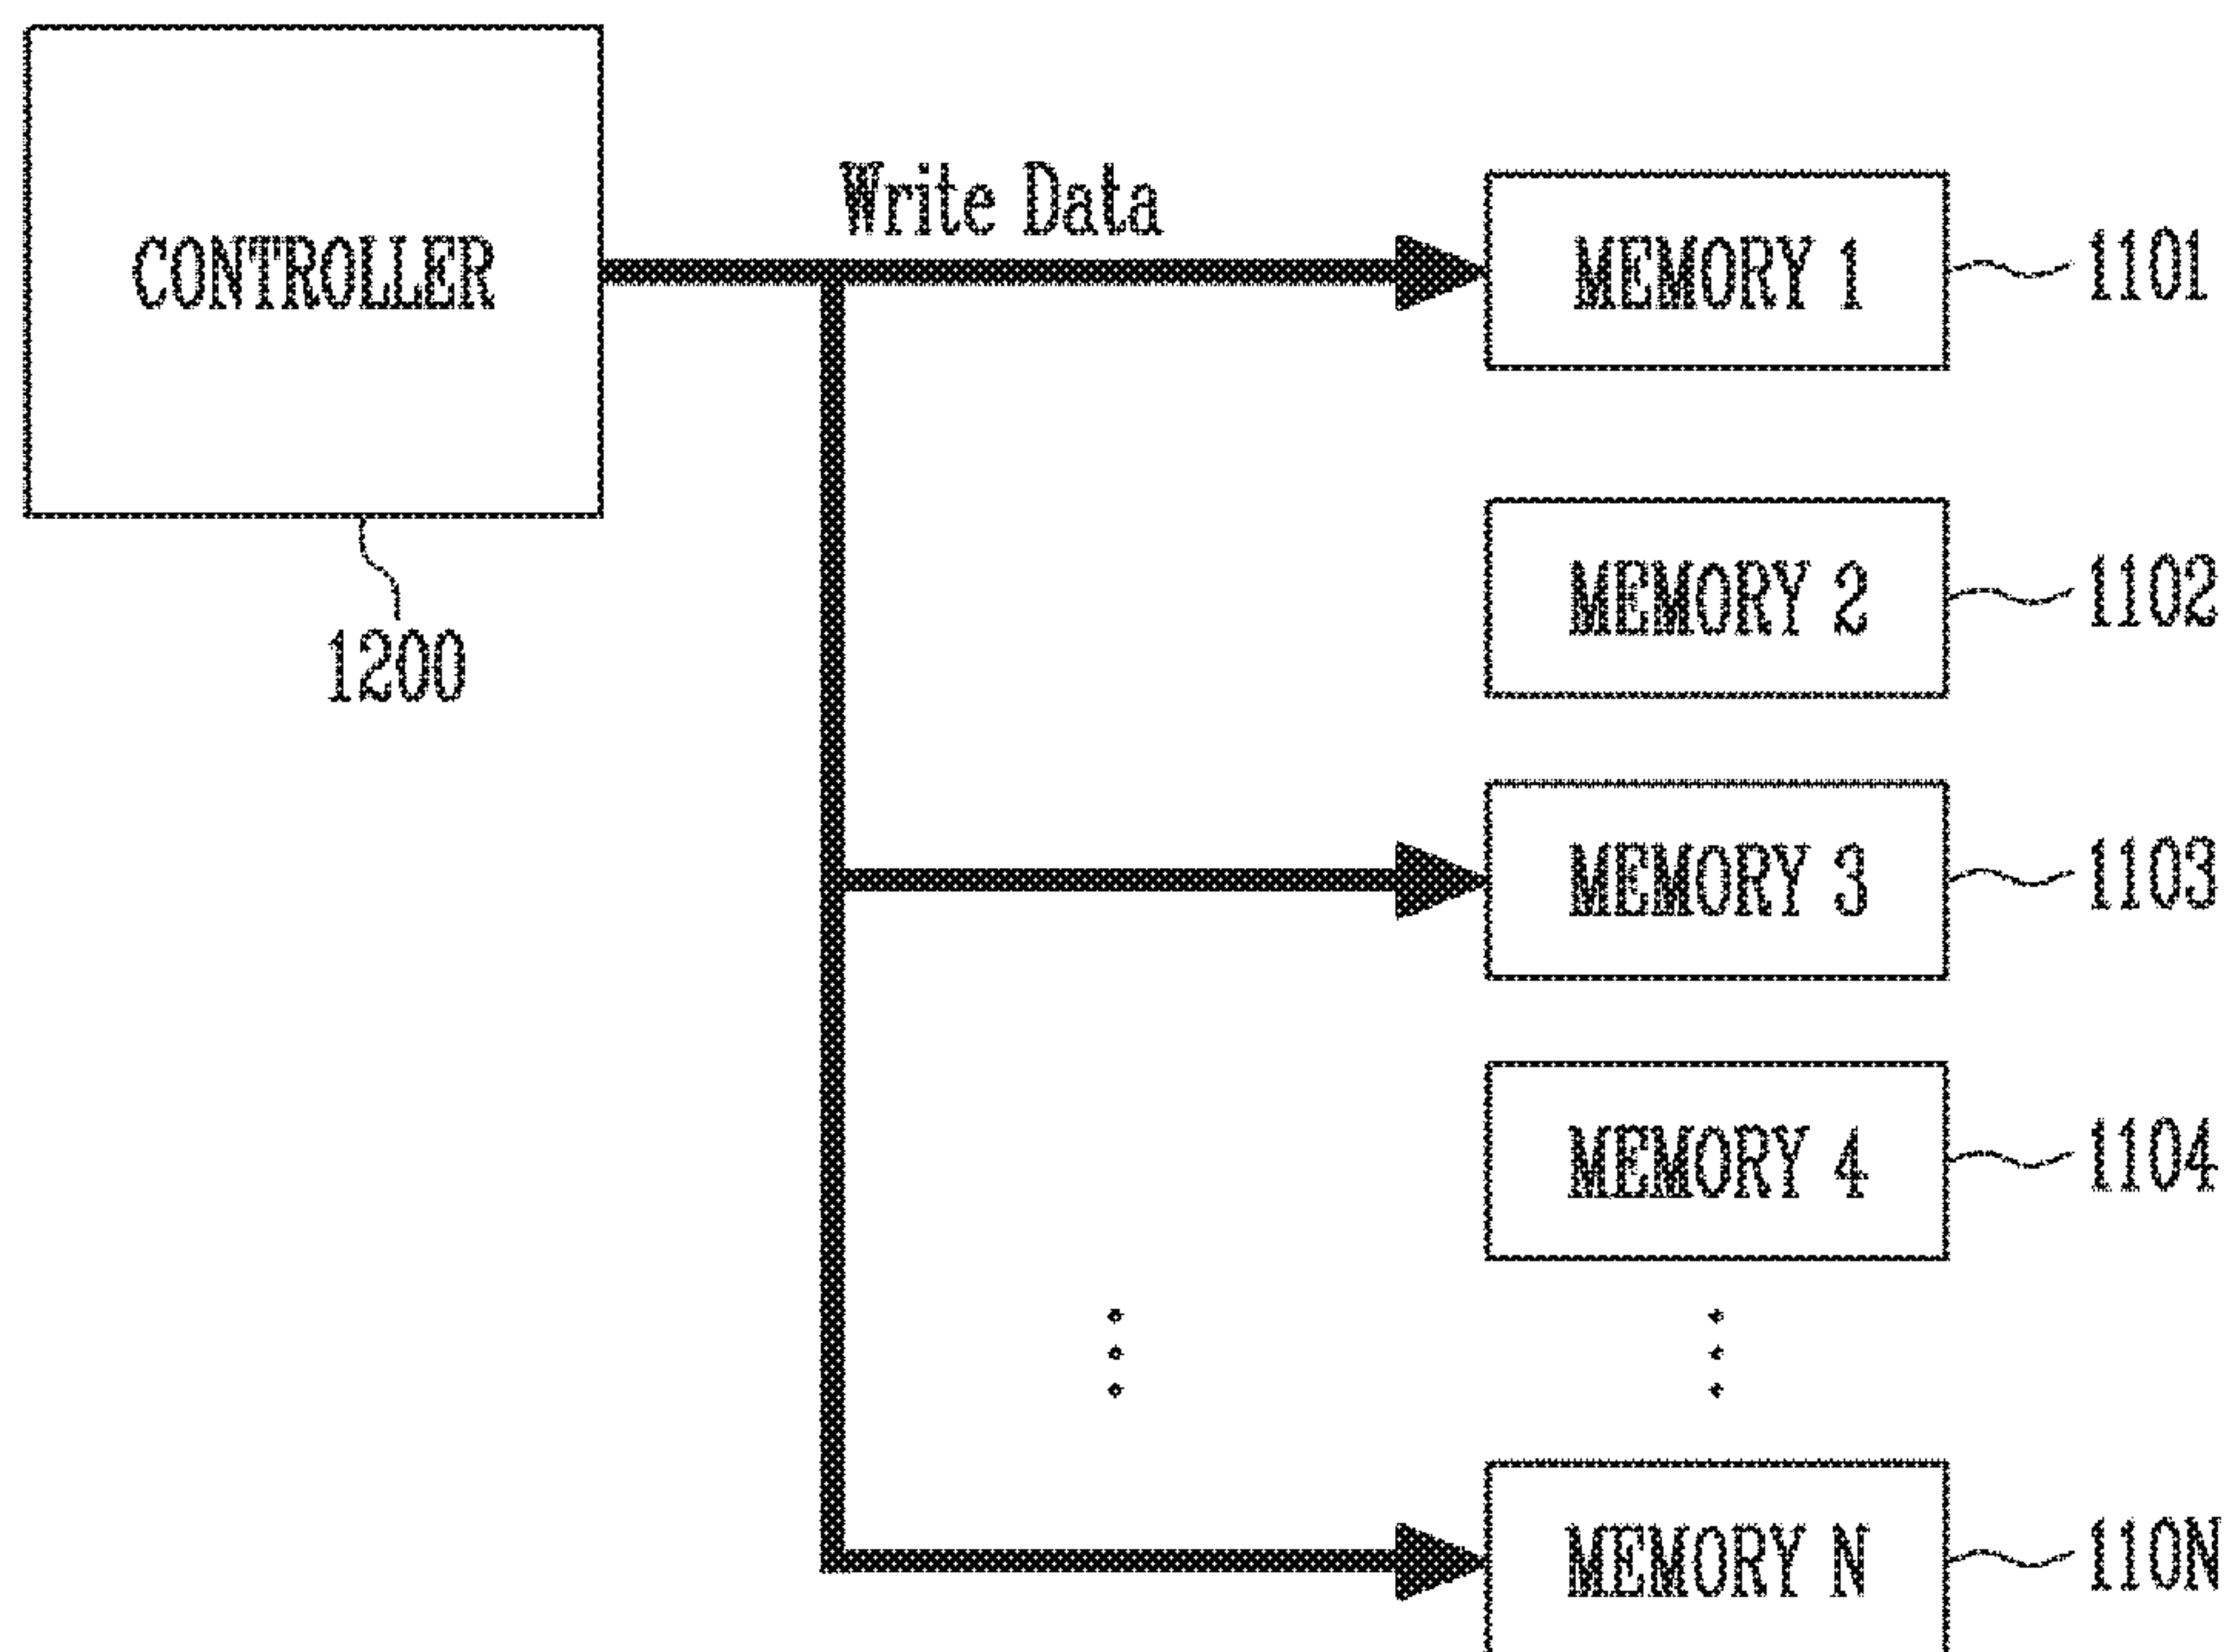 Write Data
CONTROLLER
MEMORY 1
1101
MEMORY 2
1102
1200
MEMORY 3
1103
MEMORY 4
1104
MEMORY N
110N